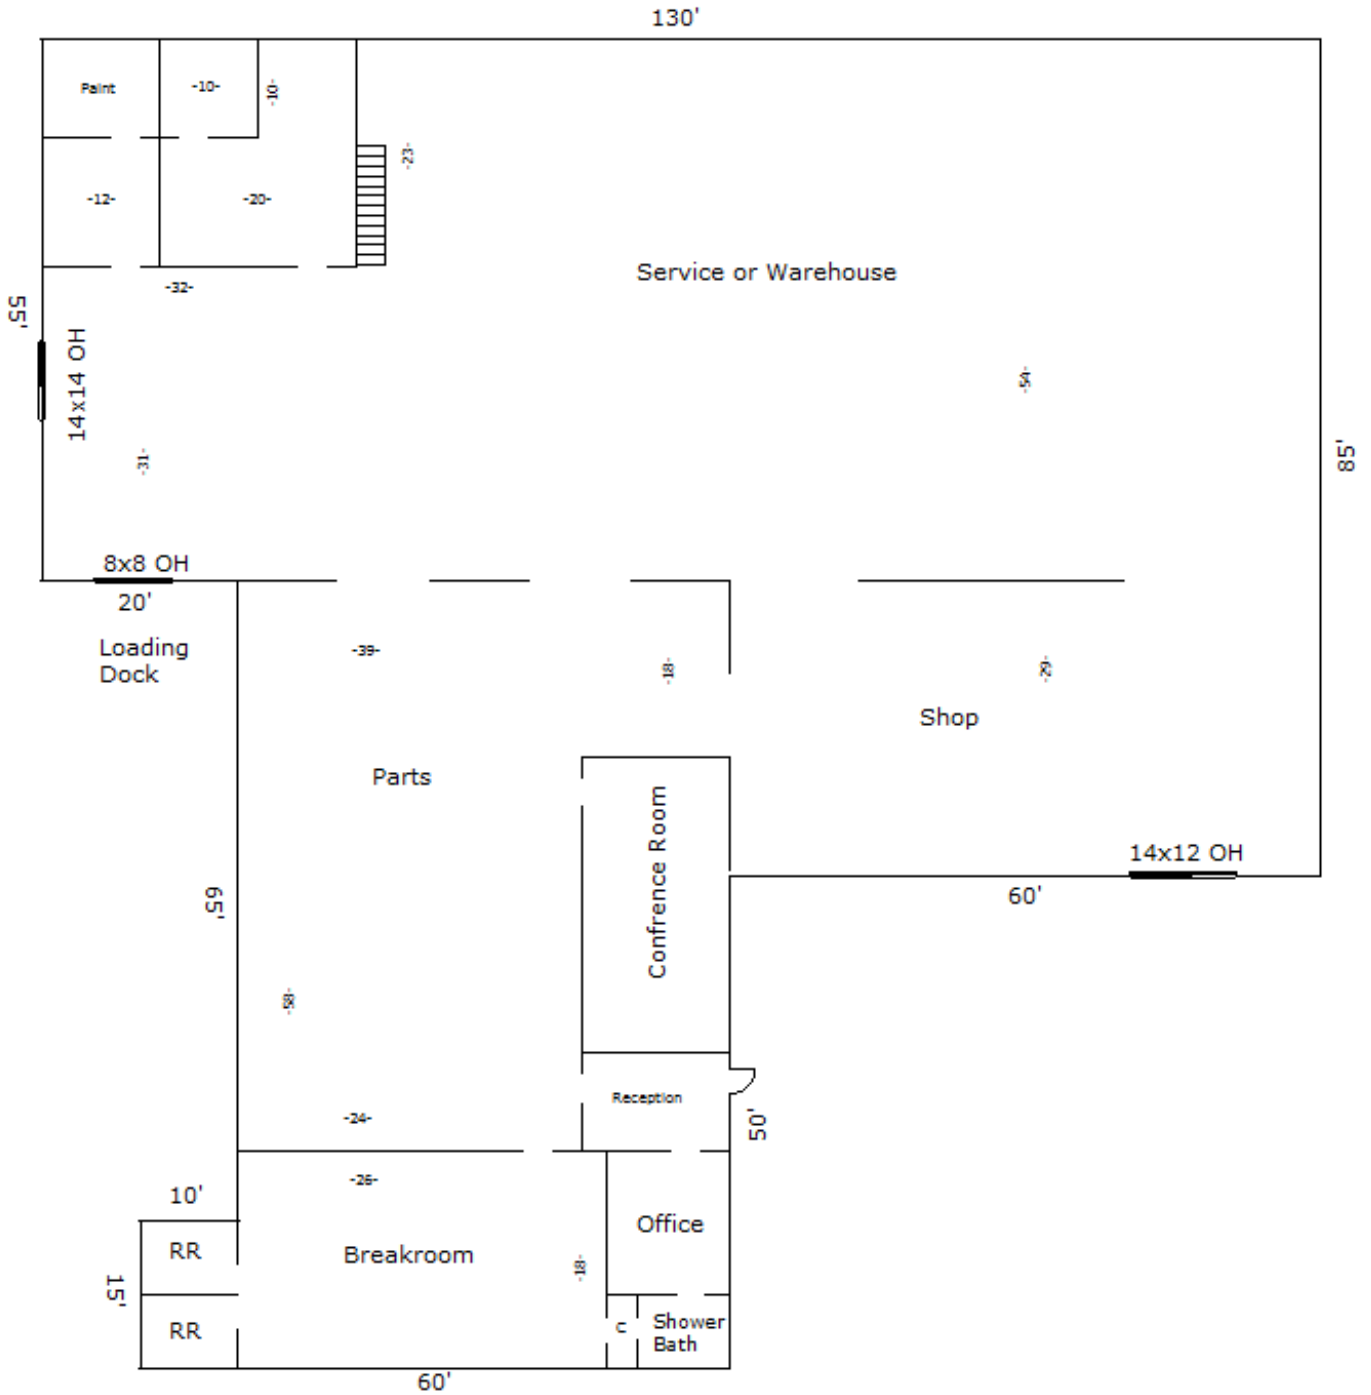 130'
Paint
-10-
-10-
-23-
-12-
-20-
Service or Warehouse
-32-
55'
14x14 OH
-54-
-31-
85'
8x8 OH
20'
Loading
Dock
-39-
-18-
-29-
Shop
Parts
Confrence Room
14x12 OH
60'
65'
-58-
Reception
-24-
50'
-26-
10'
Office
RR
Breakroom
-18-
15'
RR
C
Shower
Bath
60'